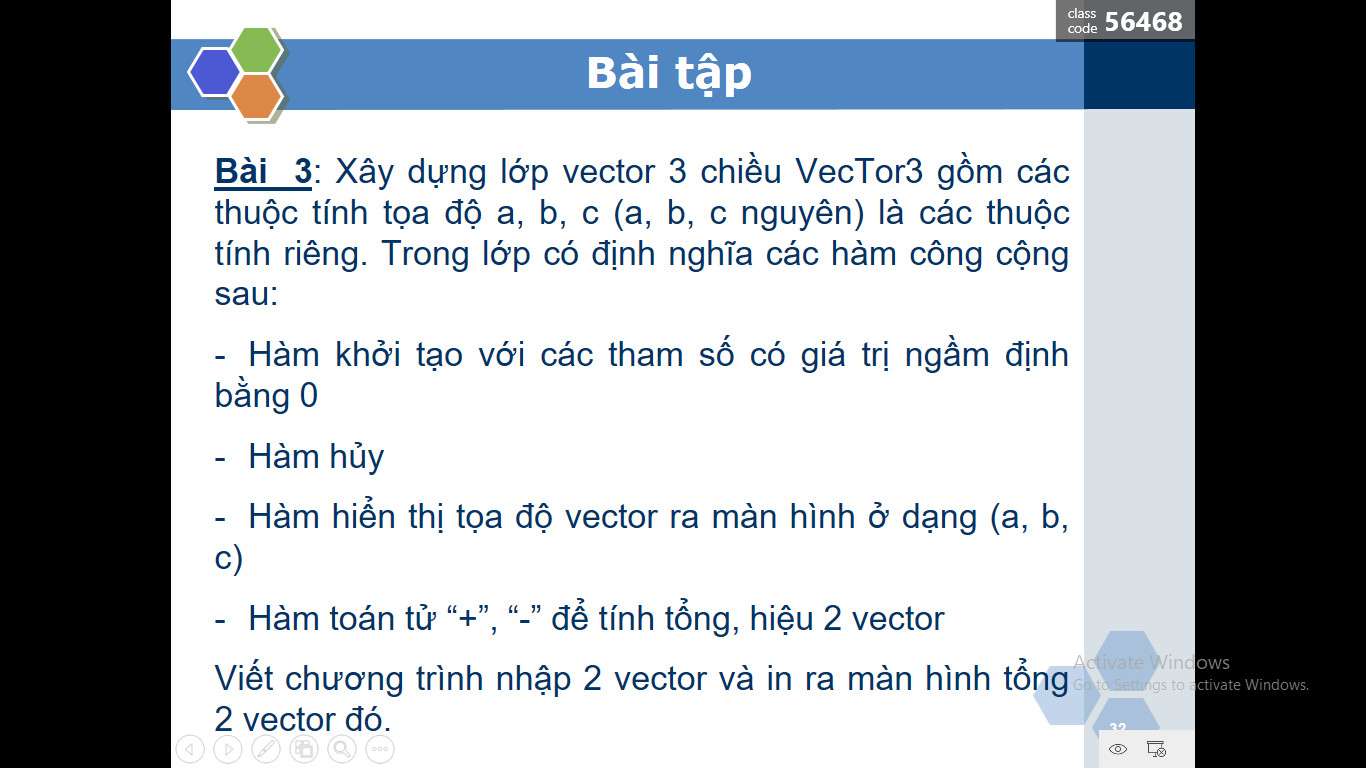 class
code 56468
Bài tập
Bài 3: Xây dựng lớp vector 3 chiều VecTor3 gồm các
thuộc tính tọa độ a, b, c (a, b, c nguyên) là các thuộc
tính riêng. Trong lớp có định nghĩa các hàm công cộng
sau:
- Hàm khởi tạo với các tham số có giá trị ngầm định
bằng 0
- Hàm hủy
- Hàm hiển thị tọa độ vector ra màn hình ở dạng (a, b,
c)
- Hàm toán tử “+”, “-” để tính tổng, hiệu 2 vector
Viết chương trình nhập 2 vector và in ra màn hình tổng
2 vector đó.
Activate Windows
Go to Settings to activate Windows.
32